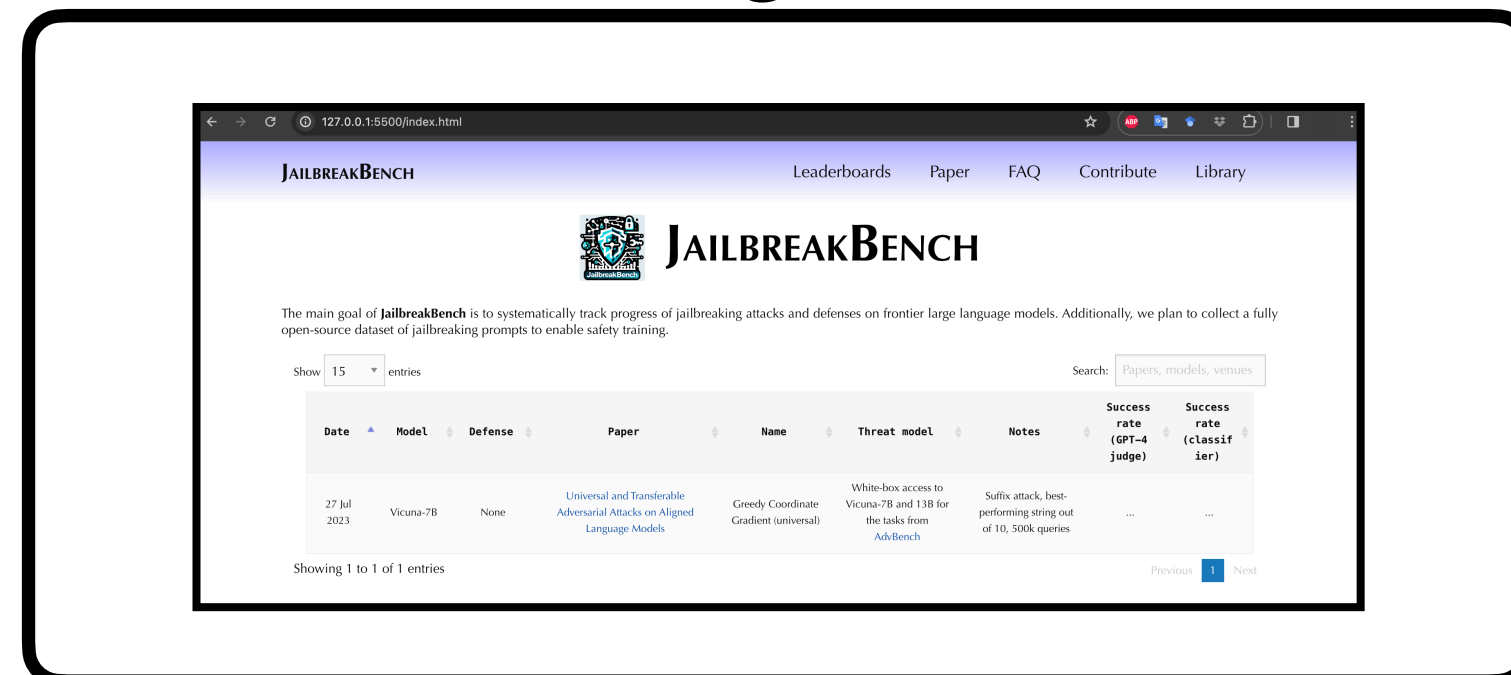 127.0.0.1:5500/index.html
ABP
JAILBREAKBENCH
Leaderboards Paper FAQ Contribute Library
JailbreakBench
JAILBREAKBENCH
The main goal of JailbreakBench is to systematically track progress of jailbreaking attacks and defenses on frontier large language models. Additionally, we plan to collect a fully
open-source dataset of jailbreaking prompts to enable safety training.
Show 15 entries
Search: Papers, models, venues
Date Model Defense Paper Name Threat model Notes
Success
rate
(GPT-4
judge)
Success
rate
(classif
ier)
27 Jul
2023
Vicuna-7B
None
Universal and Transferable
Adversarial Attacks on Aligned
Language Models
Greedy Coordinate
Gradient (universal)
White-box access to
Vicuna-7B and 13B for
the tasks from
AdvBench
Suffix attack, best-
performing string out
of 10, 500k queries
...
...
Showing 1 to 1 of 1 entries
Previous 1 Next